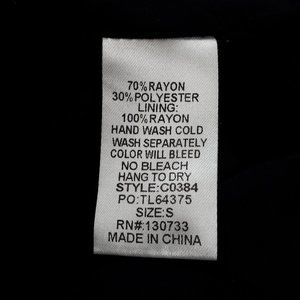 70%RAYON
30%POLYESTER
LINING:
100%RAYON
HAND WASH COLD
WASH SEPARATELY
COLOR WILL BLEED
NO BLEACH
HANG TO DRY
STYLE:C0384
PO:TL64375
SIZE:S
RN#:130733
MADE IN CHINA